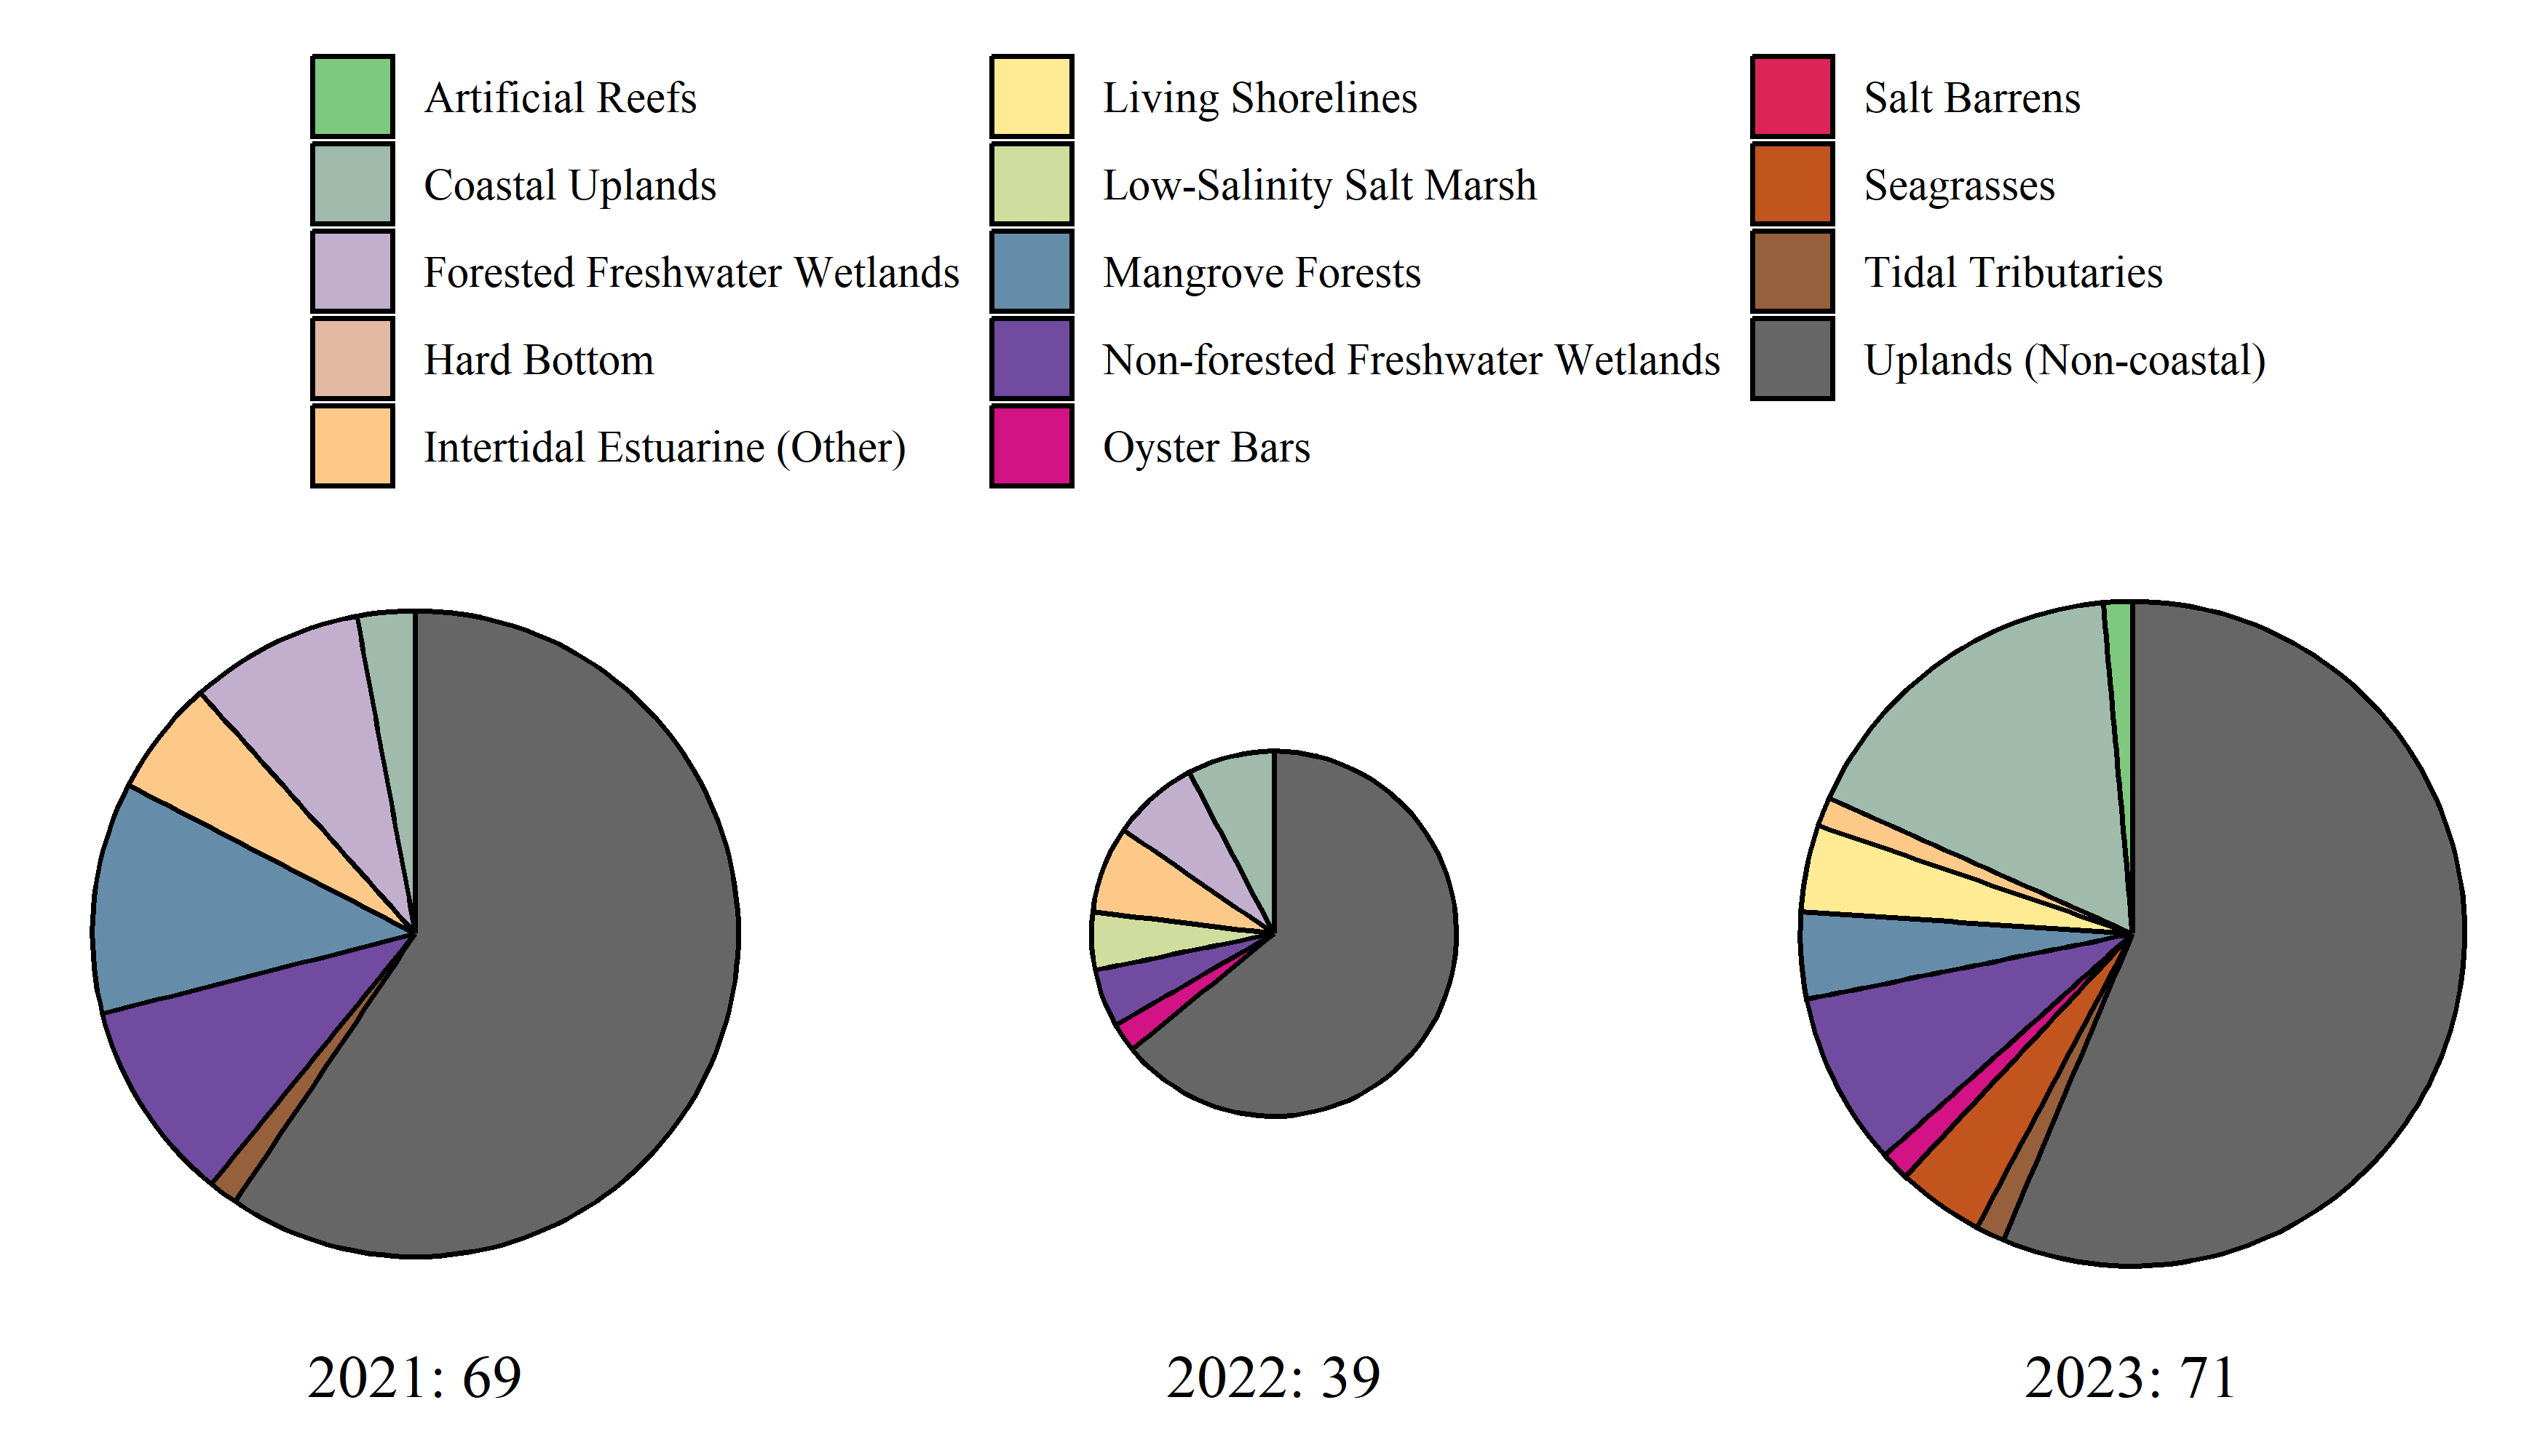 Artificial Reefs
Coastal Uplands
Forested Freshwater Wetlands
Hard Bottom
Intertidal Estuarine (Other)
Living Shorelines
Low-Salinity Salt Marsh
Mangrove Forests
Non-forested Freshwater Wetlands
Oyster Bars
Salt Barrens
Seagrasses
Tidal Tributaries
Uplands (Non-coastal)
2021: 69
2022: 39
2023: 71